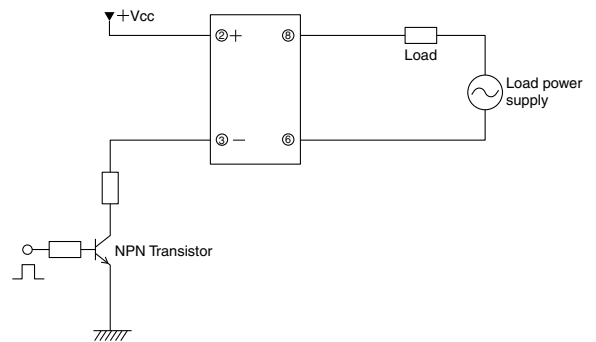 +Vcc
②+
⑧
Load
Load power
supply
③ −
⑥
NPN Transistor